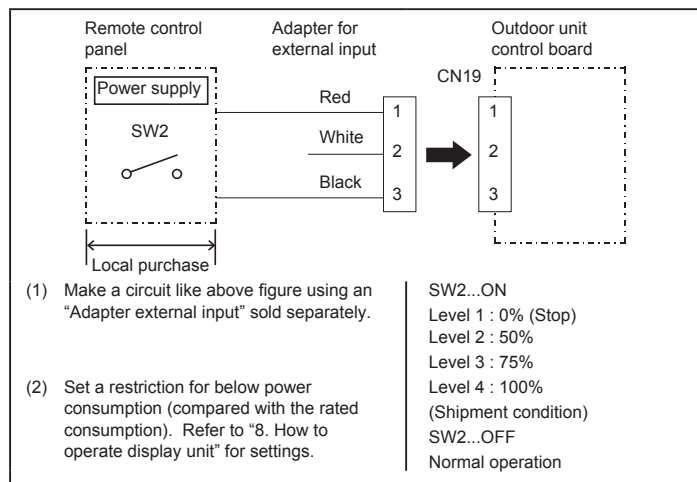 Remote control
panel
Adapter for
external input
Outdoor unit
control board
CN19
Power supply
Red
1
1
SW2
White
2
2
Black
3
3
Local purchase
(1) Make a circuit like above figure using an
“Adapter external input” sold separately.
(2) Set a restriction for below power
consumption (compared with the rated
consumption). Refer to “8. How to
operate display unit” for settings.
SW2...ON
Level 1 : 0% (Stop)
Level 2 : 50%
Level 3 : 75%
Level 4 : 100%
(Shipment condition)
SW2...OFF
Normal operation